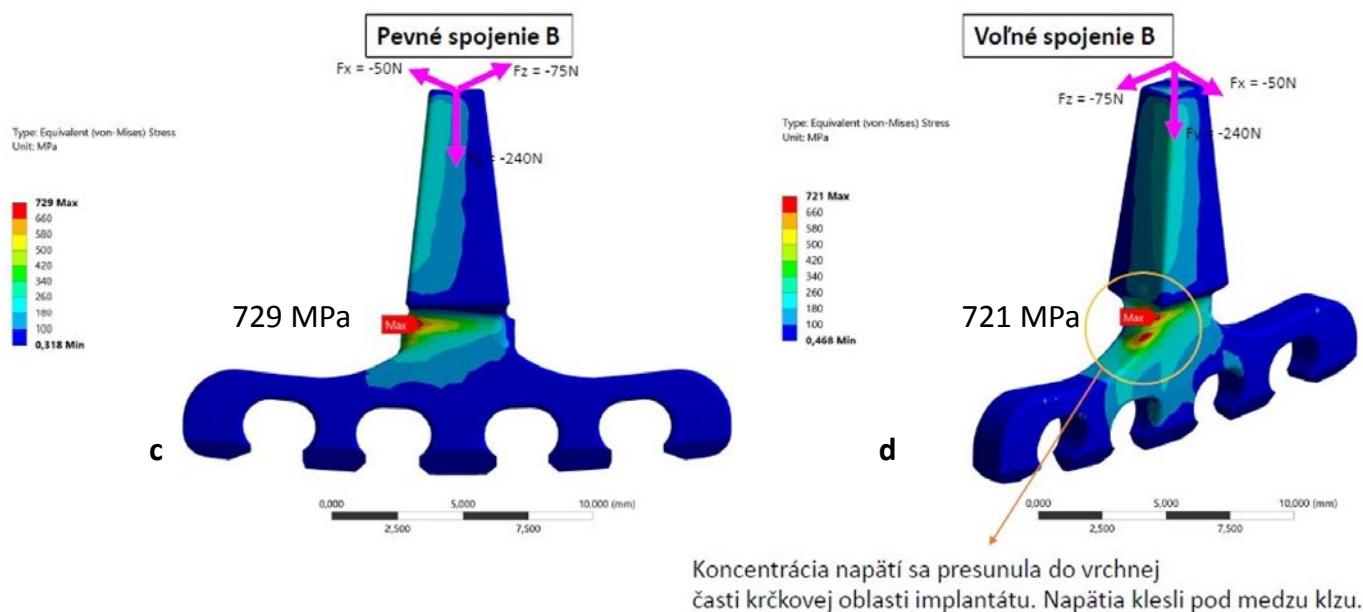 Pevné spojenie B
Fx = -50N
Fz = -75N
Type: Equivalent (von-Mises) Stress
Unit: MPa
= -240N
729 Max
660
580
500
420
340
260
180
100
0,318 Min
729 MPa
Max
c
0,000
5,000
10,000 (mm)
2,500
7,500
Voľné spojenie B
Fz = -75N
Fx = -50N
Type: Equivalent (von-Mises) Stress
Unit: MPa
Fy = -240N
721 Max
660
580
500
420
340
260
180
100
0,468 Min
721 MPa
Max
d
0,000
5,000
10,000 (mm)
2,500
7,500
Koncentrácia napätí sa presunula do vrchnej
časti krčkovej oblasti implantátu. Napätia klesli pod medzu klzu.